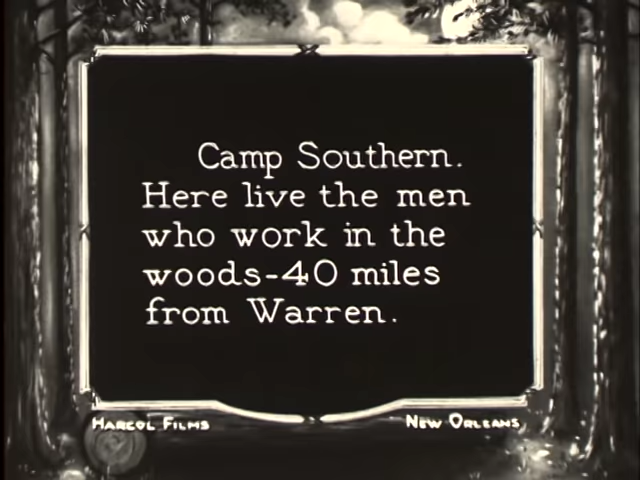 Camp Southern.
Here live the men
who work in the
woods-40 miles
from Warren.
Harcol Films
New Orleans